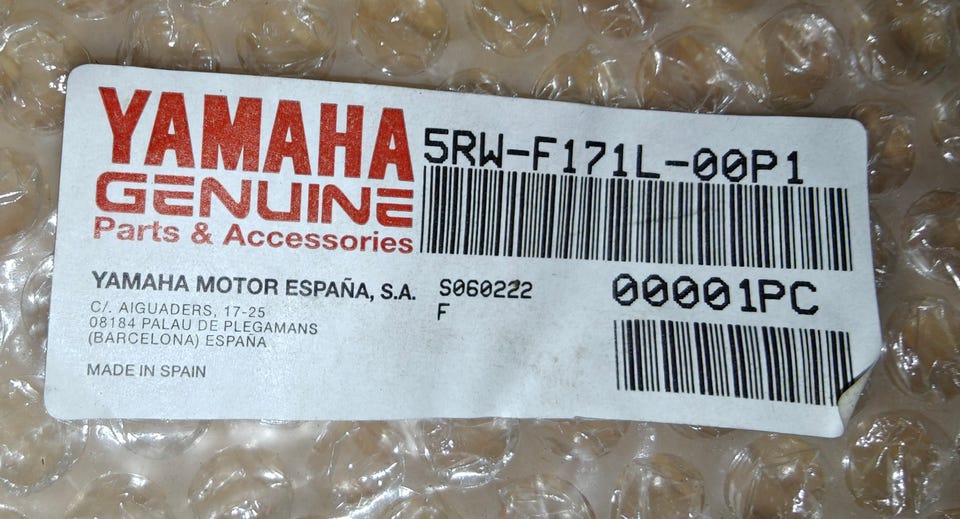 YAMAHA
GENUINE
Parts & Accessories
5RW-F171L-00P1
YAMAHA MOTOR ESPAÑA, S.A.
C/. AIGUADERS, 17-25
08184 PALAU DE PLEGAMANS
(BARCELONA) ESPAÑA
MADE IN SPAIN
S060222
F
00001PC